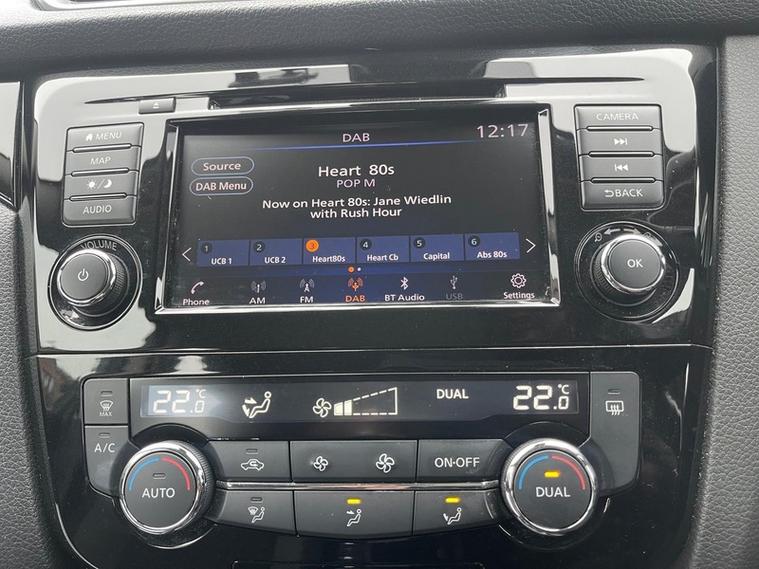 MENU
MAP
AUDIO
VOLUME
DAB
12:17
Source
DAB Menu
Heart 80s
POP M
Now on Heart 80s: Jane Wiedlin
with Rush Hour
1 2 3 4 5 6
UCB 1 UCB 2 Heart80s Heart Cb Capital Abs 80s
Phone AM FM DAB BT Audio USB Settings
CAMERA
BACK
OK
MAX
22.0 °C
DUAL
22.0 °C
A/C
AUTO
ON·OFF
DUAL